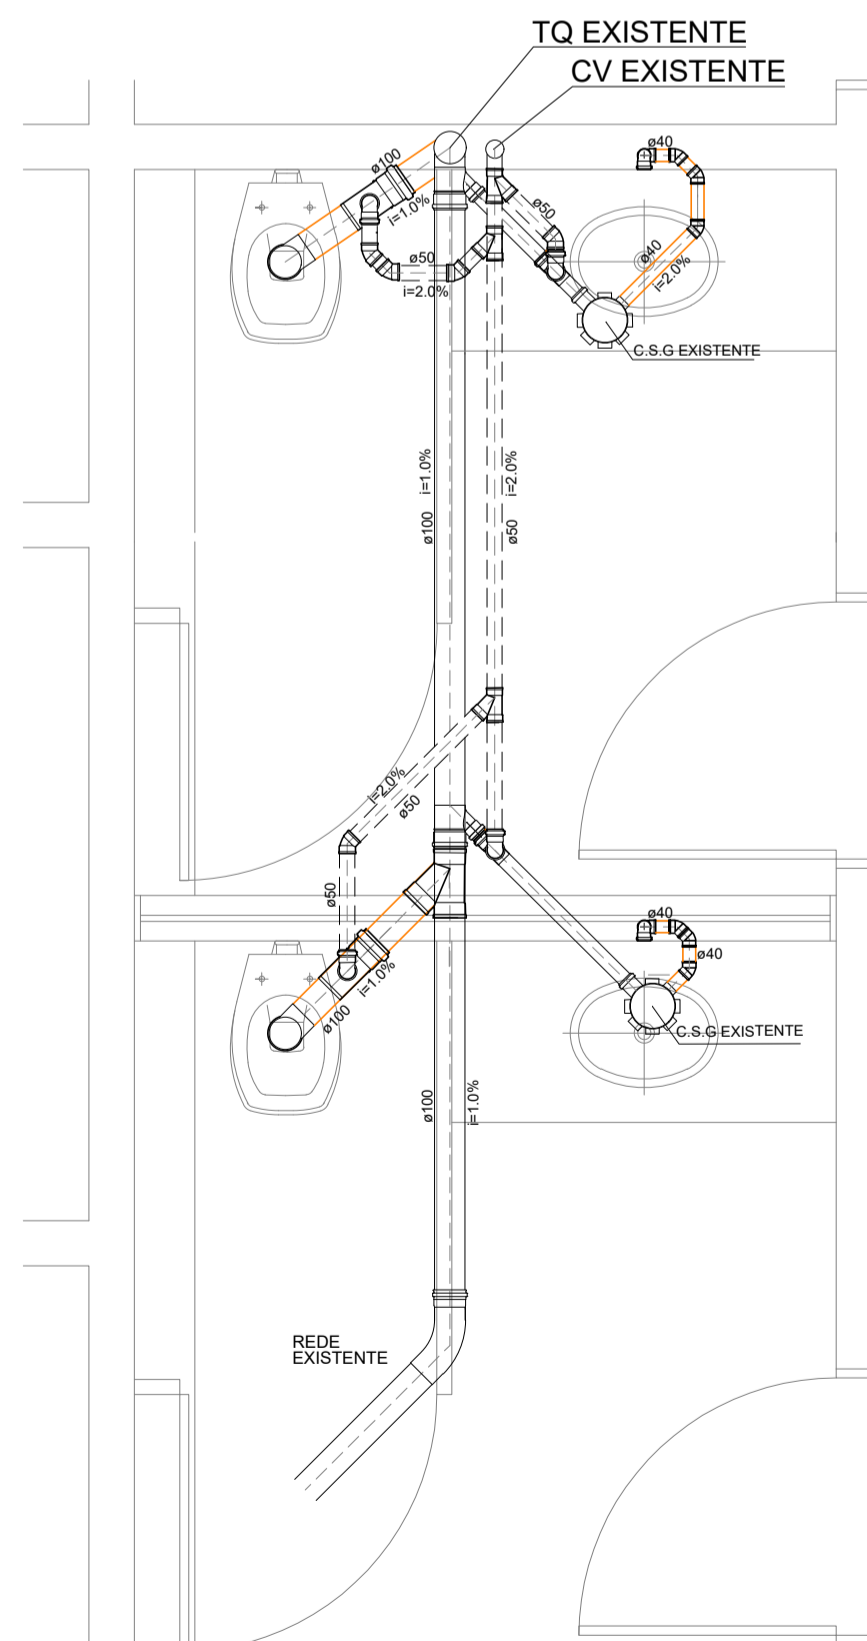 TQ EXISTENTE
CV EXISTENTE
ø100
i=1.0%
ø50
i=2.0%
ø50
ø40
ø40
i=2.0%
C.S.G EXISTENTE
i=1.0%
ø100
i=2.0%
ø50
i=2.0%
ø50
ø50
i=1.0%
ø100
ø40
ø40
C.S.G EXISTENTE
ø100
i=1.0%
REDE
EXISTENTE